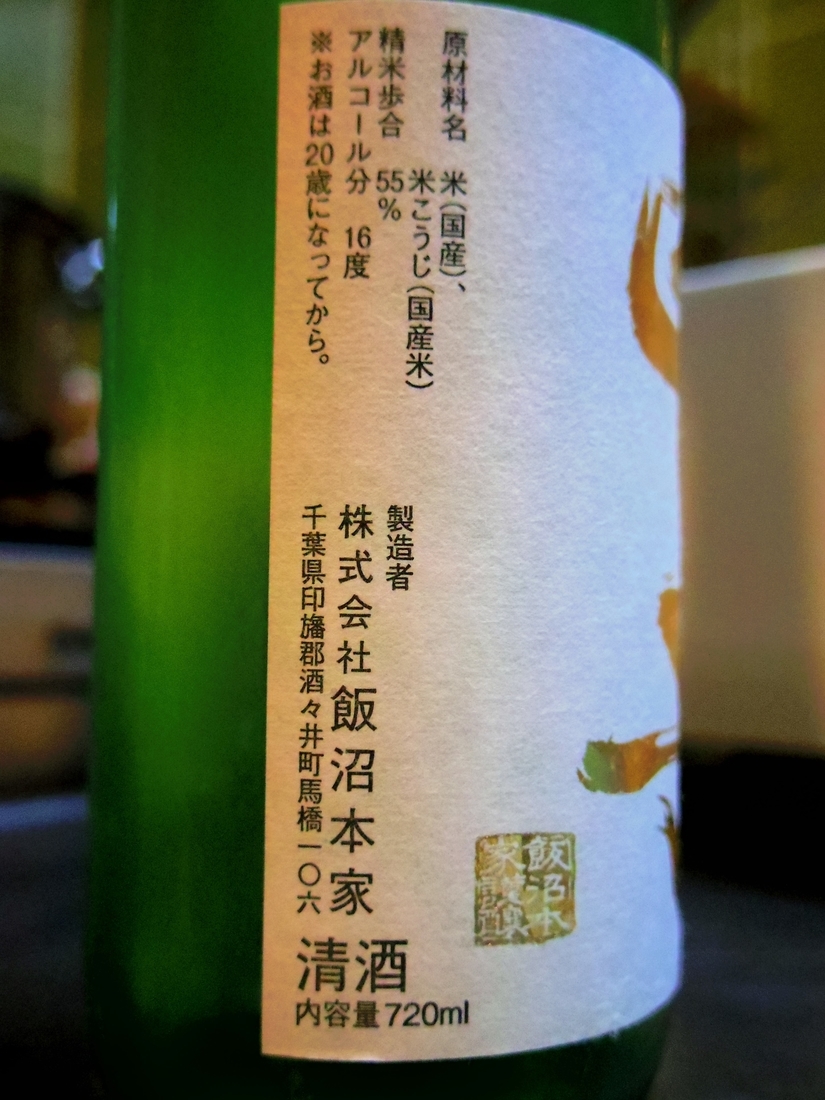 原材料名 米(国産)、
米こうじ(国産米)
精米歩合 55%
アルコール分 16度
※お酒は20歳になってから。
製造者
株式会社飯沼本家
千葉県印旛郡酒々井町馬橋一〇六
清酒
内容量720ml
飯沼本
家